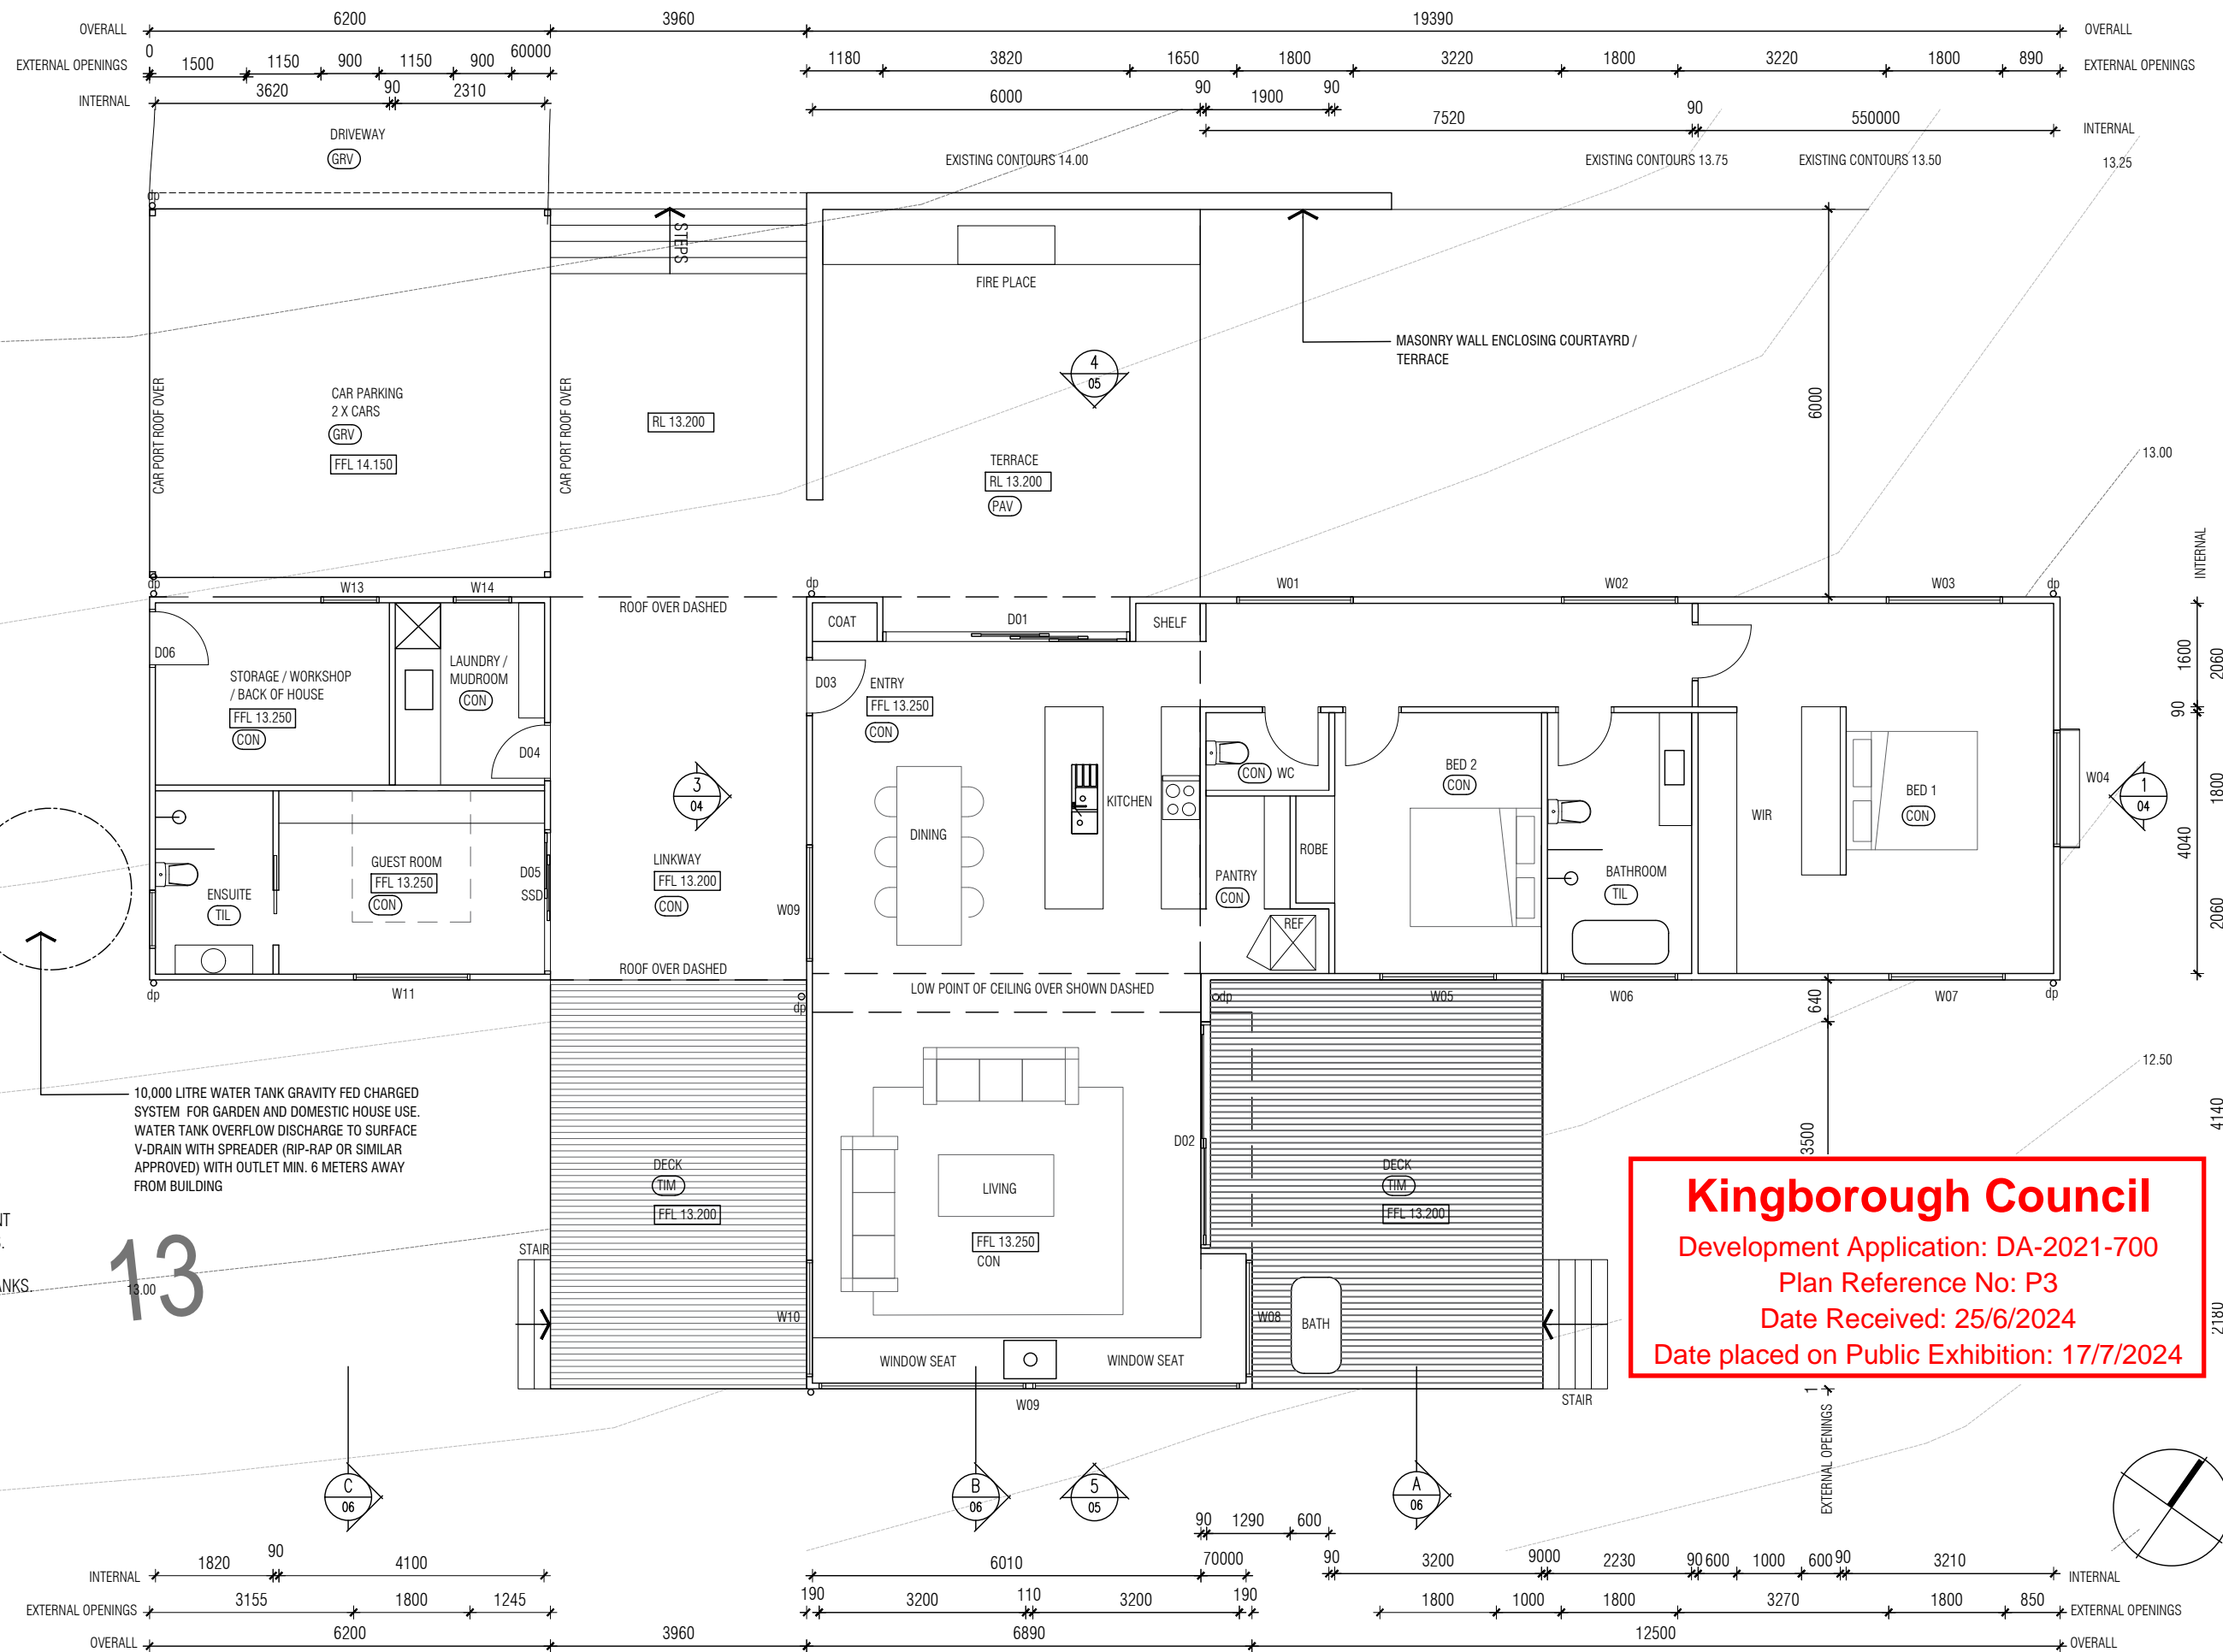 OVERALL 6200 3960 19390 OVERALL
EXTERNAL OPENINGS 0 1500 1150 900 1150 900 60000 1180 3820 1650 1800 3220 1800 3220 1800 890 EXTERNAL OPENINGS
INTERNAL 3620 90 2310 6000 90 1900 90
7520 90 550000 INTERNAL
DRIVEWAY
GRV
EXISTING CONTOURS 14.00
EXISTING CONTOURS 13.75
EXISTING CONTOURS 13.50
13.25
dp
STEPS
FIRE PLACE
MASONRY WALL ENCLOSING COURTAYRD /
TERRACE
4
05
CAR PORT ROOF OVER
CAR PARKING
2 X CARS
GRV
FFL 14.150
CAR PORT ROOF OVER
RL 13.200
TERRACE
RL 13.200
PAV
6000
13.00
INTERNAL
dp
W13
W14
ROOF OVER DASHED
dp
W01
W02
W03
dp
COAT
D01
SHELF
D06
STORAGE / WORKSHOP
/ BACK OF HOUSE
FFL 13.250
CON
LAUNDRY /
MUDROOM
CON
D04
D03
ENTRY
FFL 13.250
CON
1600
2060
90
1800
4040
2060
3
04
KITCHEN
CON
WC
BED 2
CON
WIR
BED 1
CON
W04
1
04
DINING
GUEST ROOM
FFL 13.250
CON
D05
SSD
ENSUITE
TIL
LINKWAY
FFL 13.200
CON
W09
PANTRY
CON
ROBE
REF
BATHROOM
TIL
ROOF OVER DASHED
dp
W11
dp
LOW POINT OF CEILING OVER SHOWN DASHED
dp
W05
W06
W07
dp
640
12.50
10,000 LITRE WATER TANK GRAVITY FED CHARGED
SYSTEM FOR GARDEN AND DOMESTIC HOUSE USE.
WATER TANK OVERFLOW DISCHARGE TO SURFACE
V-DRAIN WITH SPREADER (RIP-RAP OR SIMILAR
APPROVED) WITH OUTLET MIN. 6 METERS AWAY
FROM BUILDING
4140
3500
D02
DECK
TIM
FFL 13.200
LIVING
FFL 13.250
CON
DECK
TIM
FFL 13.200
Kingborough Council
Development Application: DA-2021-700
Plan Reference No: P3
Date Received: 25/6/2024
Date placed on Public Exhibition: 17/7/2024
NT
S.
ANKS.
13
13.00
STAIR
W10
W08
BATH
2180
WINDOW SEAT
WINDOW SEAT
W09
STAIR
1
EXTERNAL OPENINGS
C
06
B
06
5
05
A
06
90 1290 600
INTERNAL 1820 90 4100 6010 70000 90 3200 9000 2230 90 600 1000 600 90 3210 INTERNAL
EXTERNAL OPENINGS 3155 1800 1245 190 3200 110 3200 190 1800 1000 1800 3270 1800 850 EXTERNAL OPENINGS
OVERALL 6200 3960 6890 12500 OVERALL